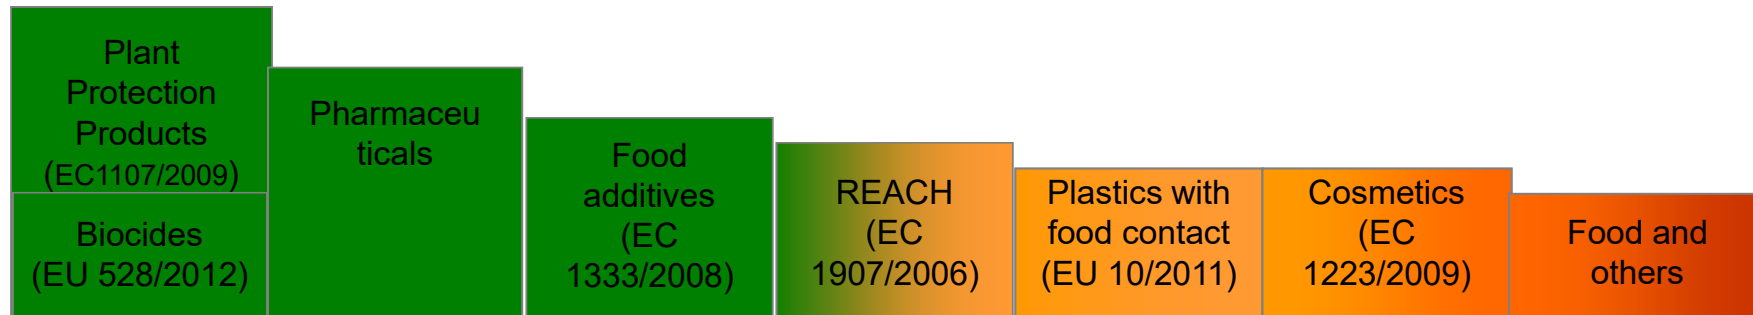 Plant
Protection
Products
(EC1107/2009)
Biocides
(EU 528/2012)
Pharmaceu
ticals
Food
additives
(EC
1333/2008)
REACH
(EC
1907/2006)
Plastics with
food contact
(EU 10/2011)
Cosmetics
(EC
1223/2009)
Food and
others